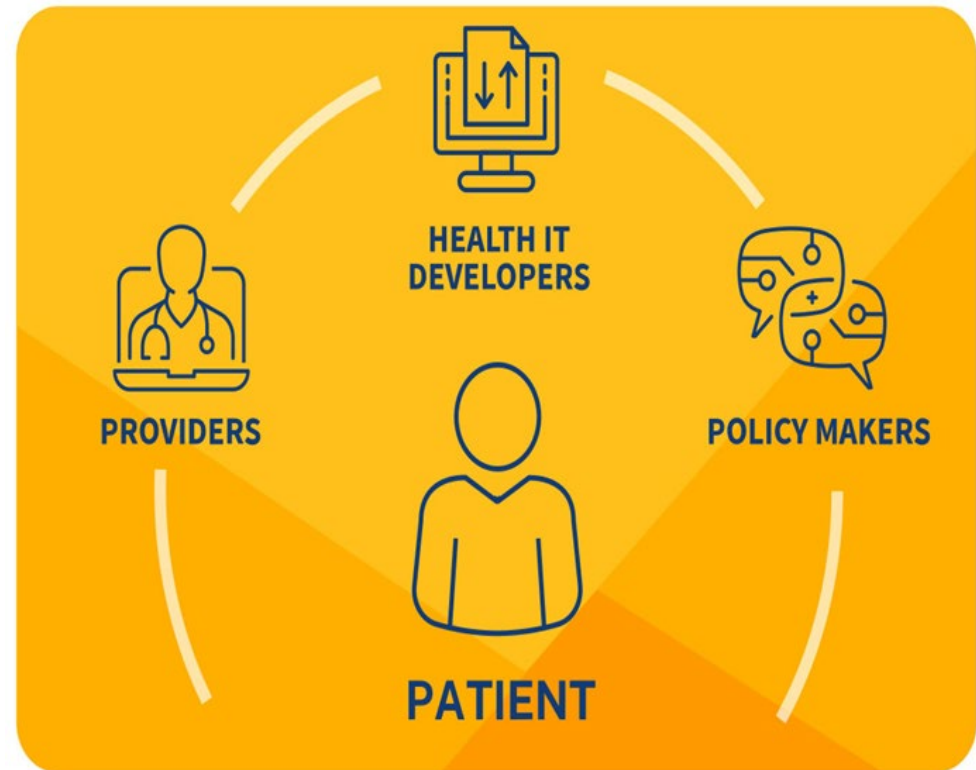 HEALTH IT
DEVELOPERS
PROVIDERS
POLICY MAKERS
PATIENT